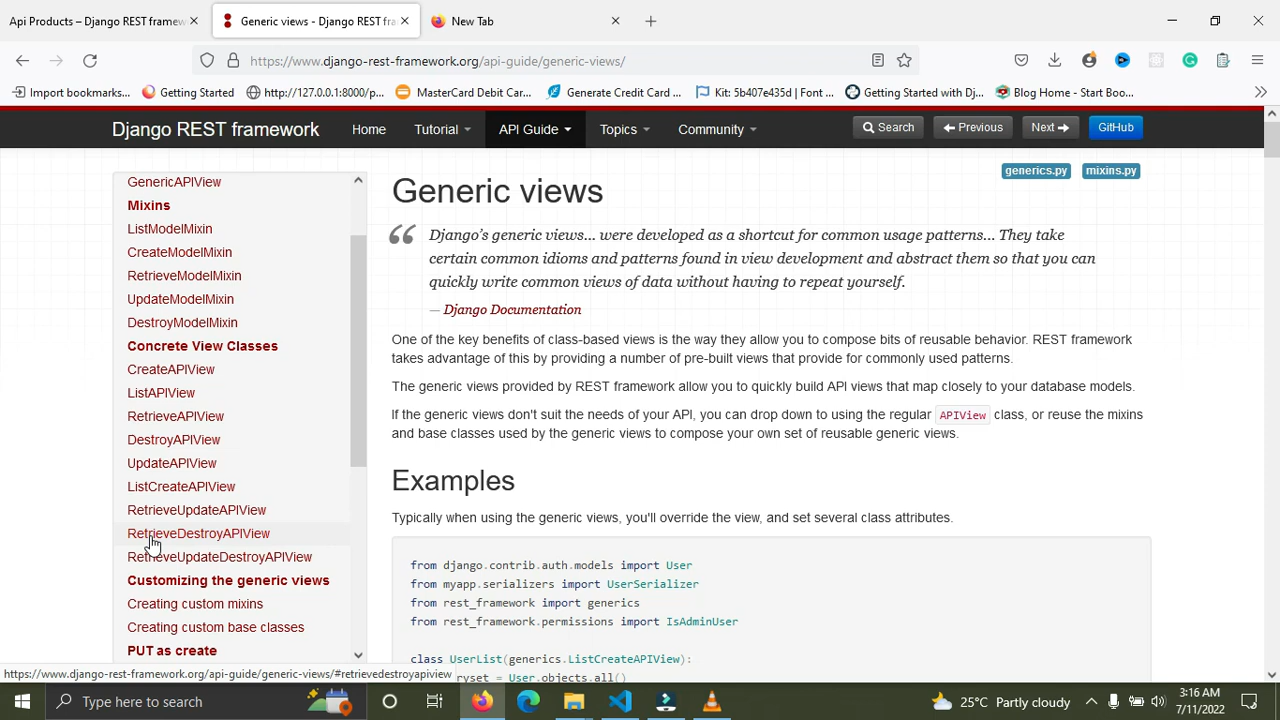 Api Products – Django REST framew
Generic views - Django REST fra
New Tab
https://www.django-rest-framework.org/api-guide/generic-views/
Import bookmarks...
Getting Started
http://127.0.0.1:8000/p...
MasterCard Debit Car...
Generate Credit Card ...
Kit: 5b407e435d | Font ...
Getting Started with Dj...
Blog Home - Start Boo...
Django REST framework
Home
Tutorial
API Guide
Topics
Community
Search
Previous
Next
GitHub
GenericAPIView
Mixins
ListModelMixin
CreateModelMixin
RetrieveModelMixin
UpdateModelMixin
DestroyModelMixin
Concrete View Classes
CreateAPIView
ListAPIView
RetrieveAPIView
DestroyAPIView
UpdateAPIView
ListCreateAPIView
RetrieveUpdateAPIView
RetrieveDestroyAPIView
RetrieveUpdateDestroyAPIView
Customizing the generic views
Creating custom mixins
Creating custom base classes
PUT as create
generics.py
mixins.py
Generic views
Django’s generic views... were developed as a shortcut for common usage patterns... They take
certain common idioms and patterns found in view development and abstract them so that you can
quickly write common views of data without having to repeat yourself.
— Django Documentation
One of the key benefits of class-based views is the way they allow you to compose bits of reusable behavior. REST framework
takes advantage of this by providing a number of pre-built views that provide for commonly used patterns.
The generic views provided by REST framework allow you to quickly build API views that map closely to your database models.
If the generic views don't suit the needs of your API, you can drop down to using the regular APIView class, or reuse the mixins
and base classes used by the generic views to compose your own set of reusable generic views.
Examples
Typically when using the generic views, you'll override the view, and set several class attributes.
from django.contrib.auth.models import User
from myapp.serializers import UserSerializer
from rest_framework import generics
from rest_framework.permissions import IsAdminUser
class UserList(generics.ListCreateAPIView):
ryset = User.objects.all()
https://www.django-rest-framework.org/api-guide/generic-views/#retrievedestroyapiview
Type here to search
25°C Partly cloudy
3:16 AM
7/11/2022